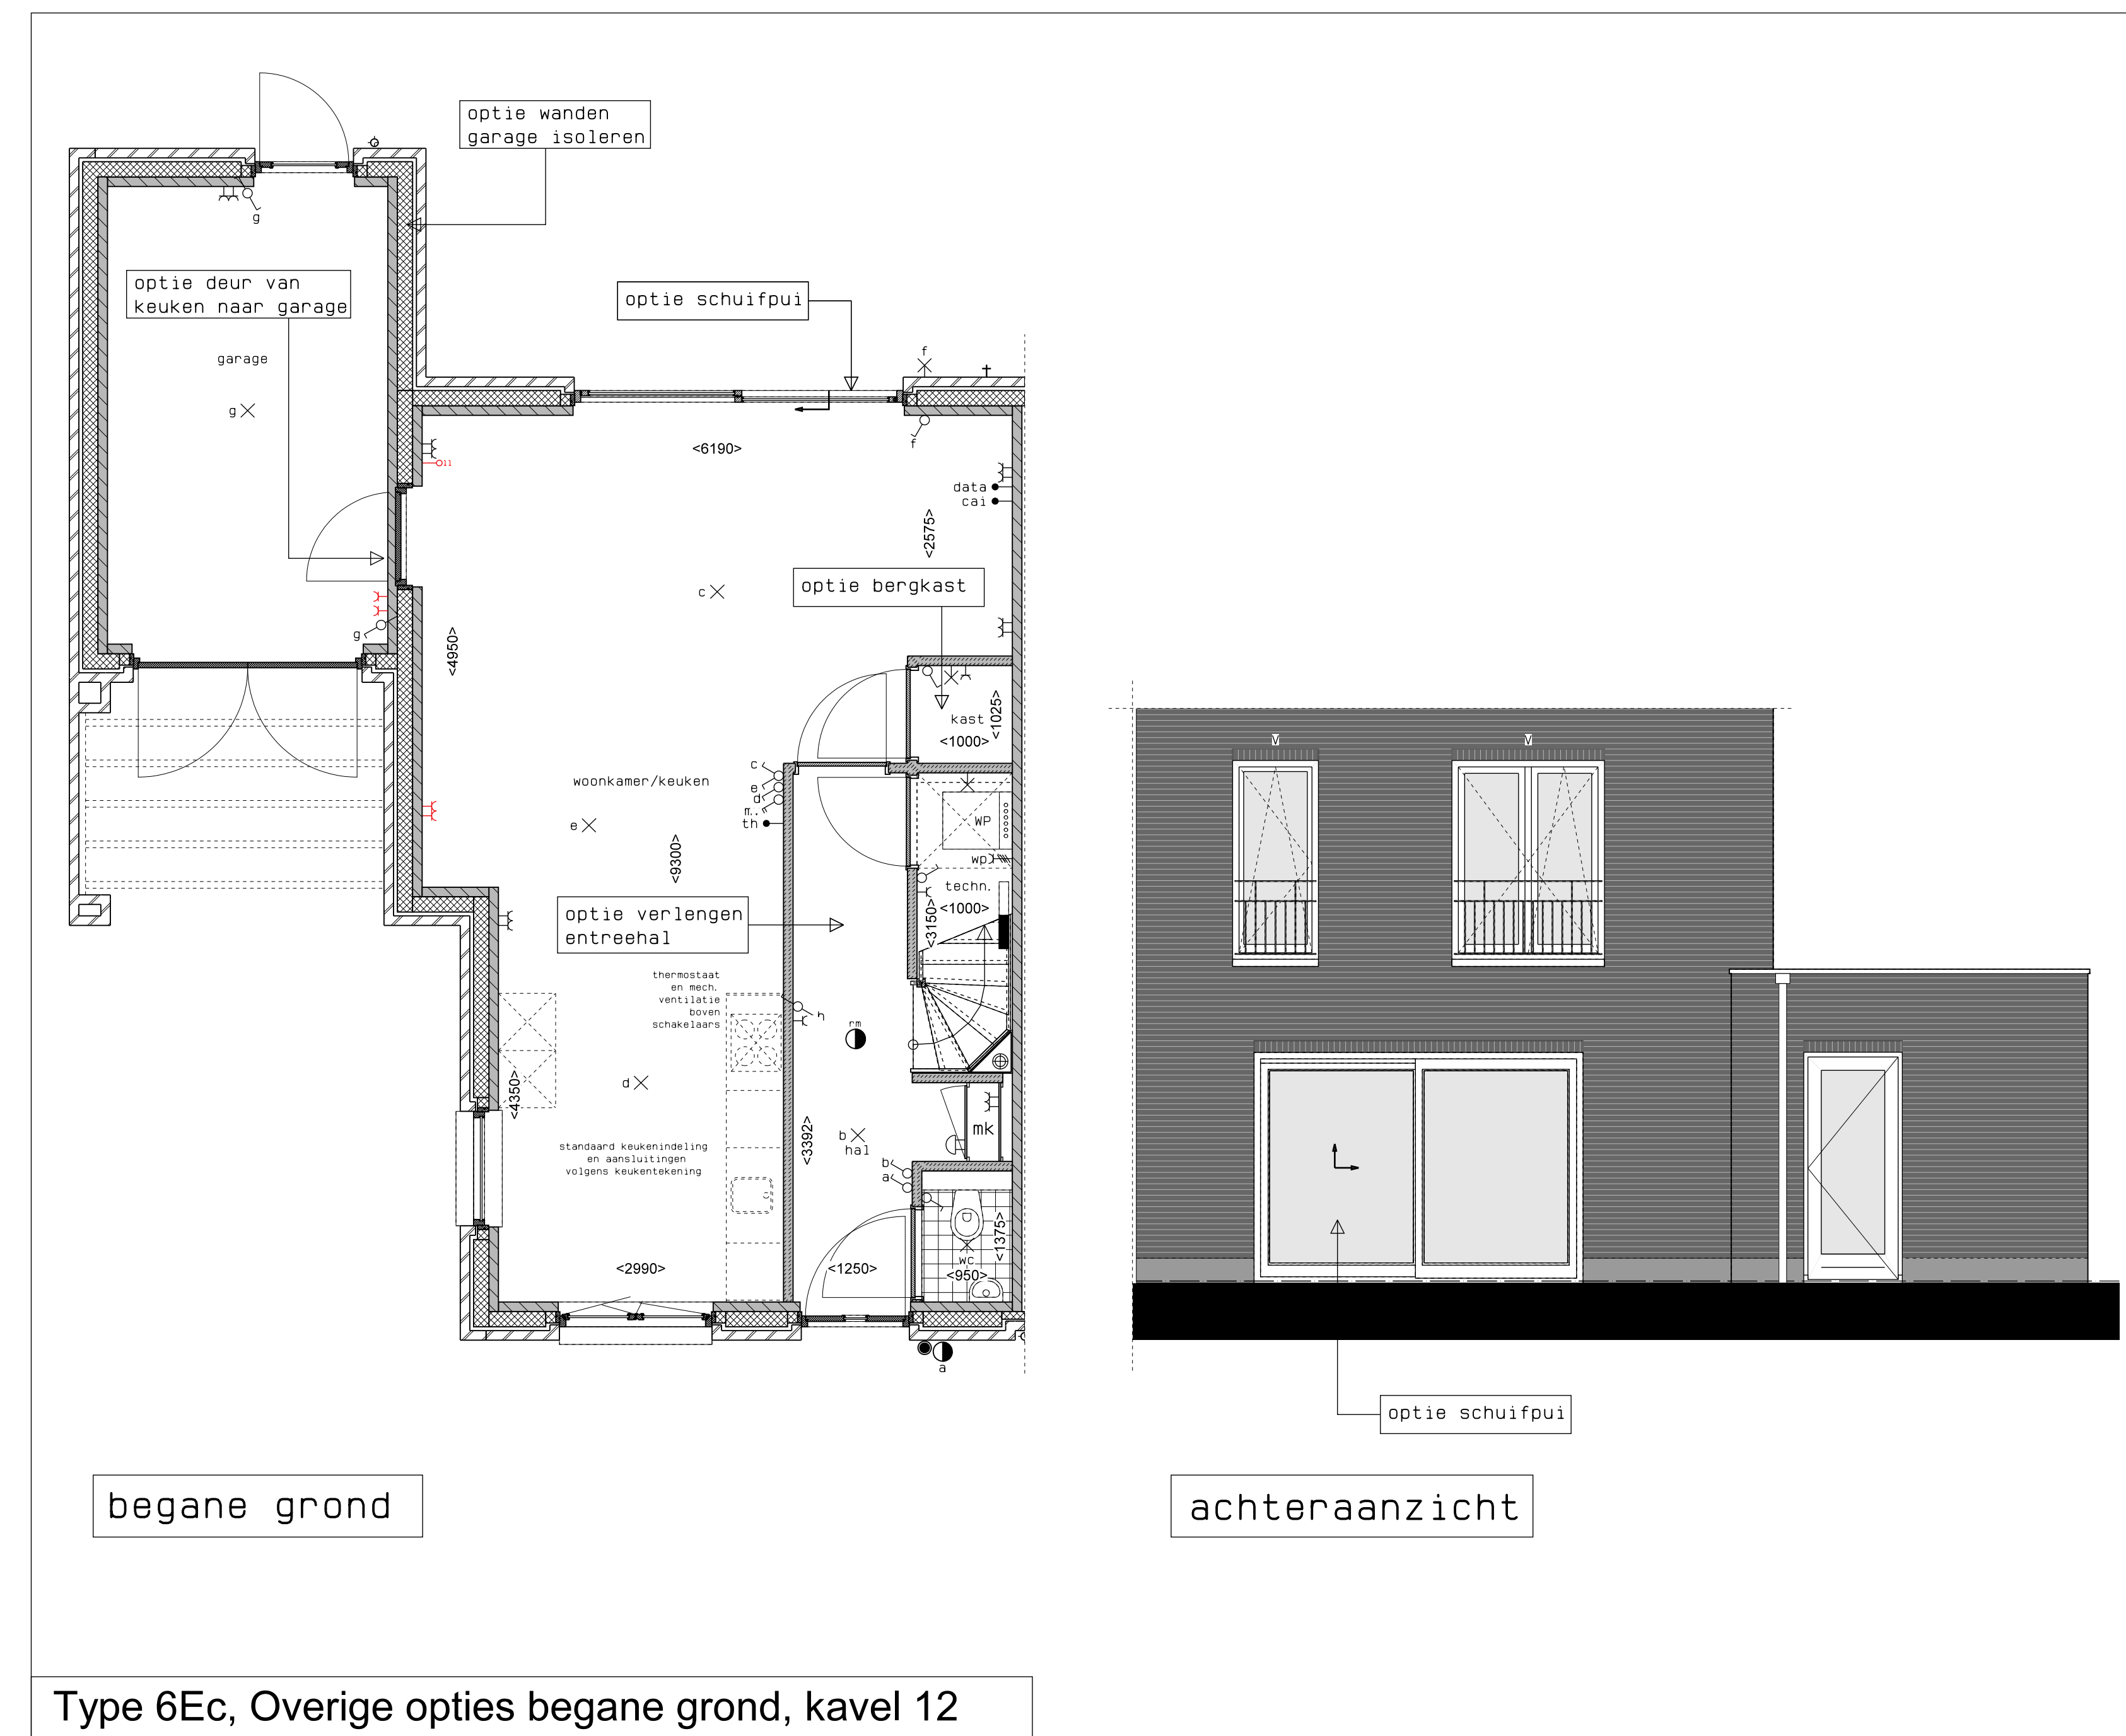 optie wanden
garage isoleren
g
optie deur van
keuken naar garage
optie schuifpui
garage
g
f
f
<6190>
011
data
cai
<2575>
c
optie bergkast
g
<4950>
kast
<1025>
<1000>
woonkamer/keuken
c
e
d
m..
th
e
WP
wp
<9300>
techn.
<1000>
<3150>
optie verlengen
entreehal
thermostaat
en mech.
ventilatie
boven
schakelaars
h
rm
d
<4350>
standaard keukenindeling
en aansluitingen
volgens keukentekening
<3392>
b
hal
mk
b
a
<1375>
wc
<950>
<2990>
<1250>
a
V
V
optie schuifpui
begane grond
achteraanzicht
Type 6Ec, Overige opties begane grond, kavel 12